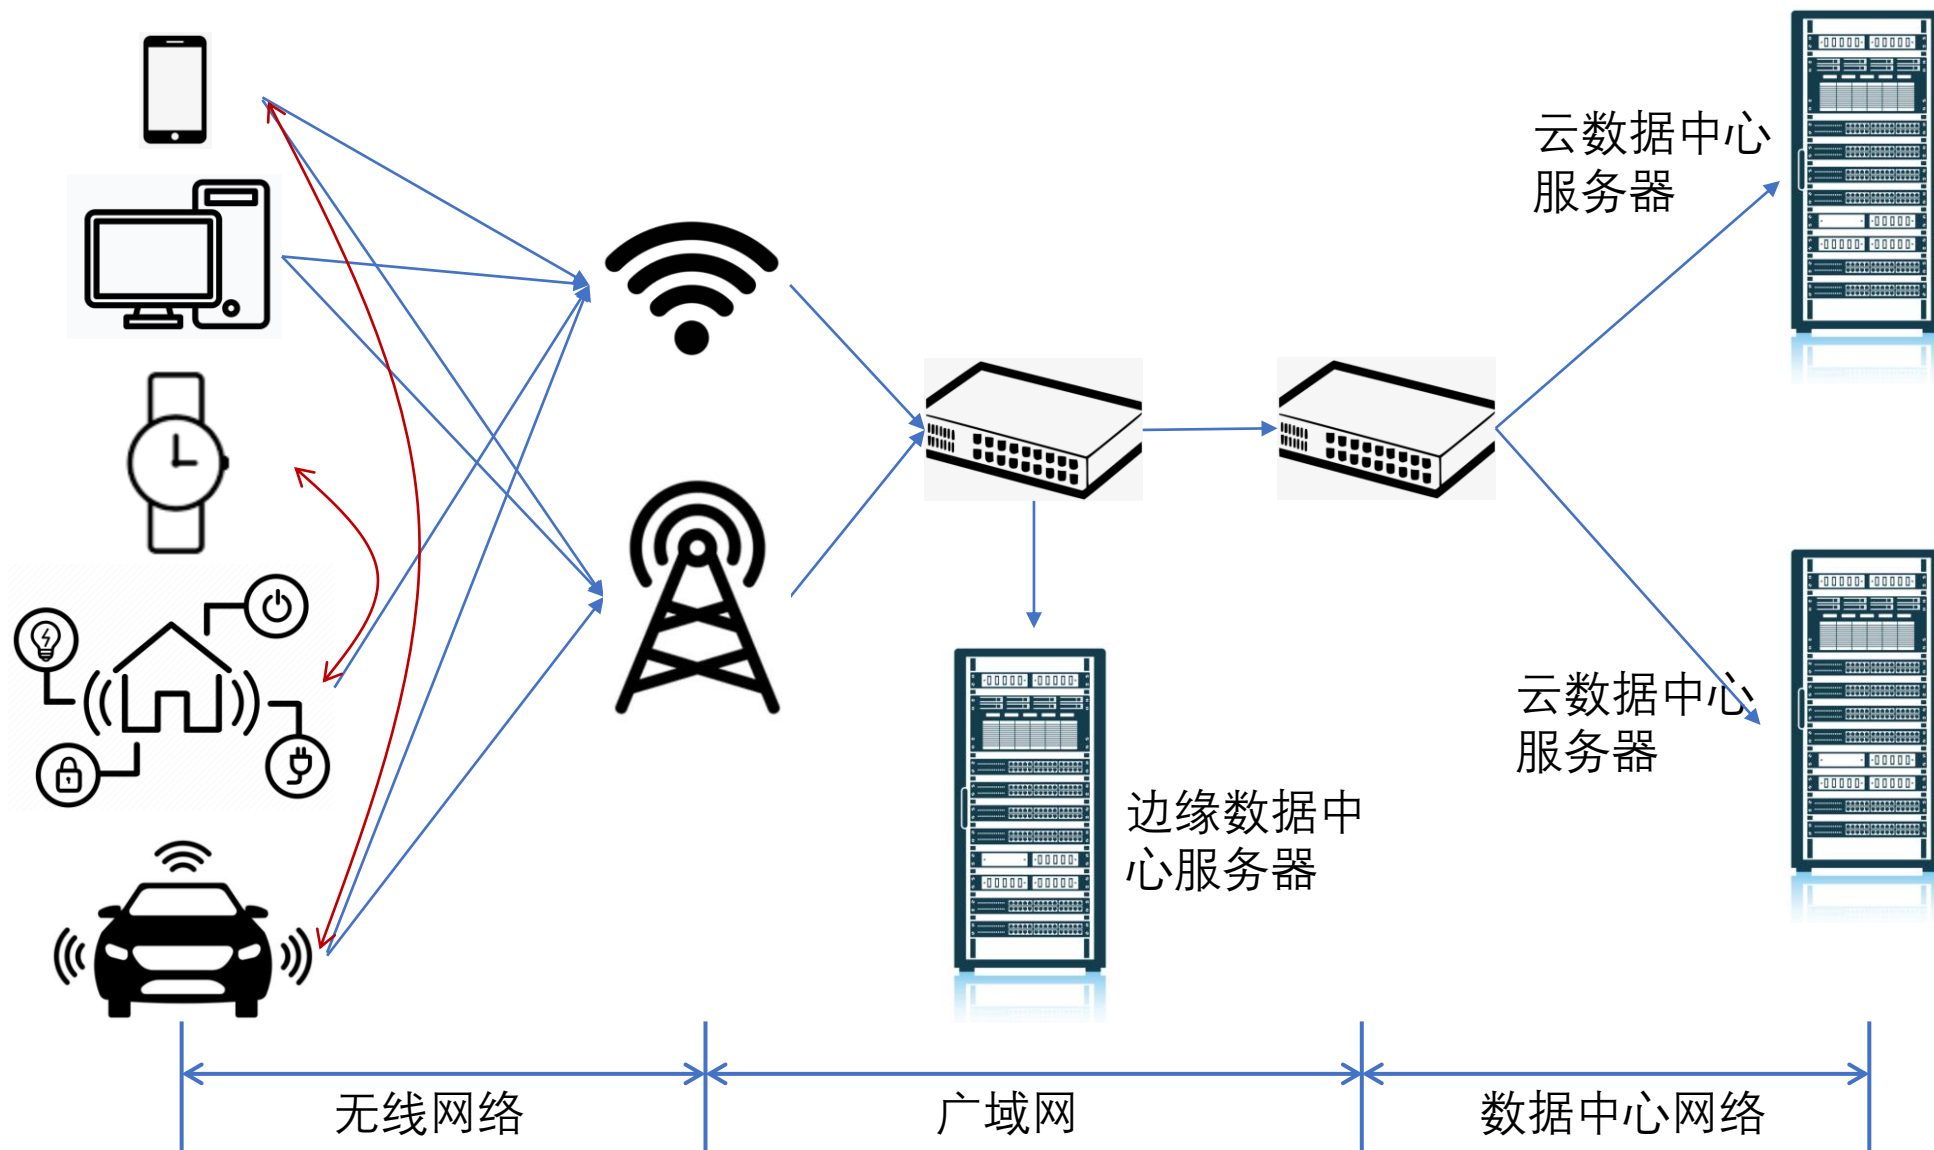 云数据中心
服务器
云数据中心
服务器
边缘数据中
心服务器
无线网络
广域网
数据中心网络